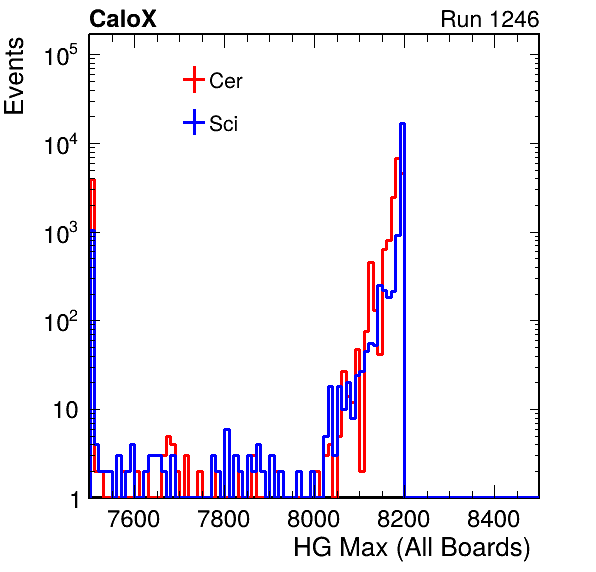 CaloX Run 1246
Events
Cer
Sci
10^5
10^4
10^3
10^2
10
1
7600 7800 8000 8200 8400
HG Max (All Boards)